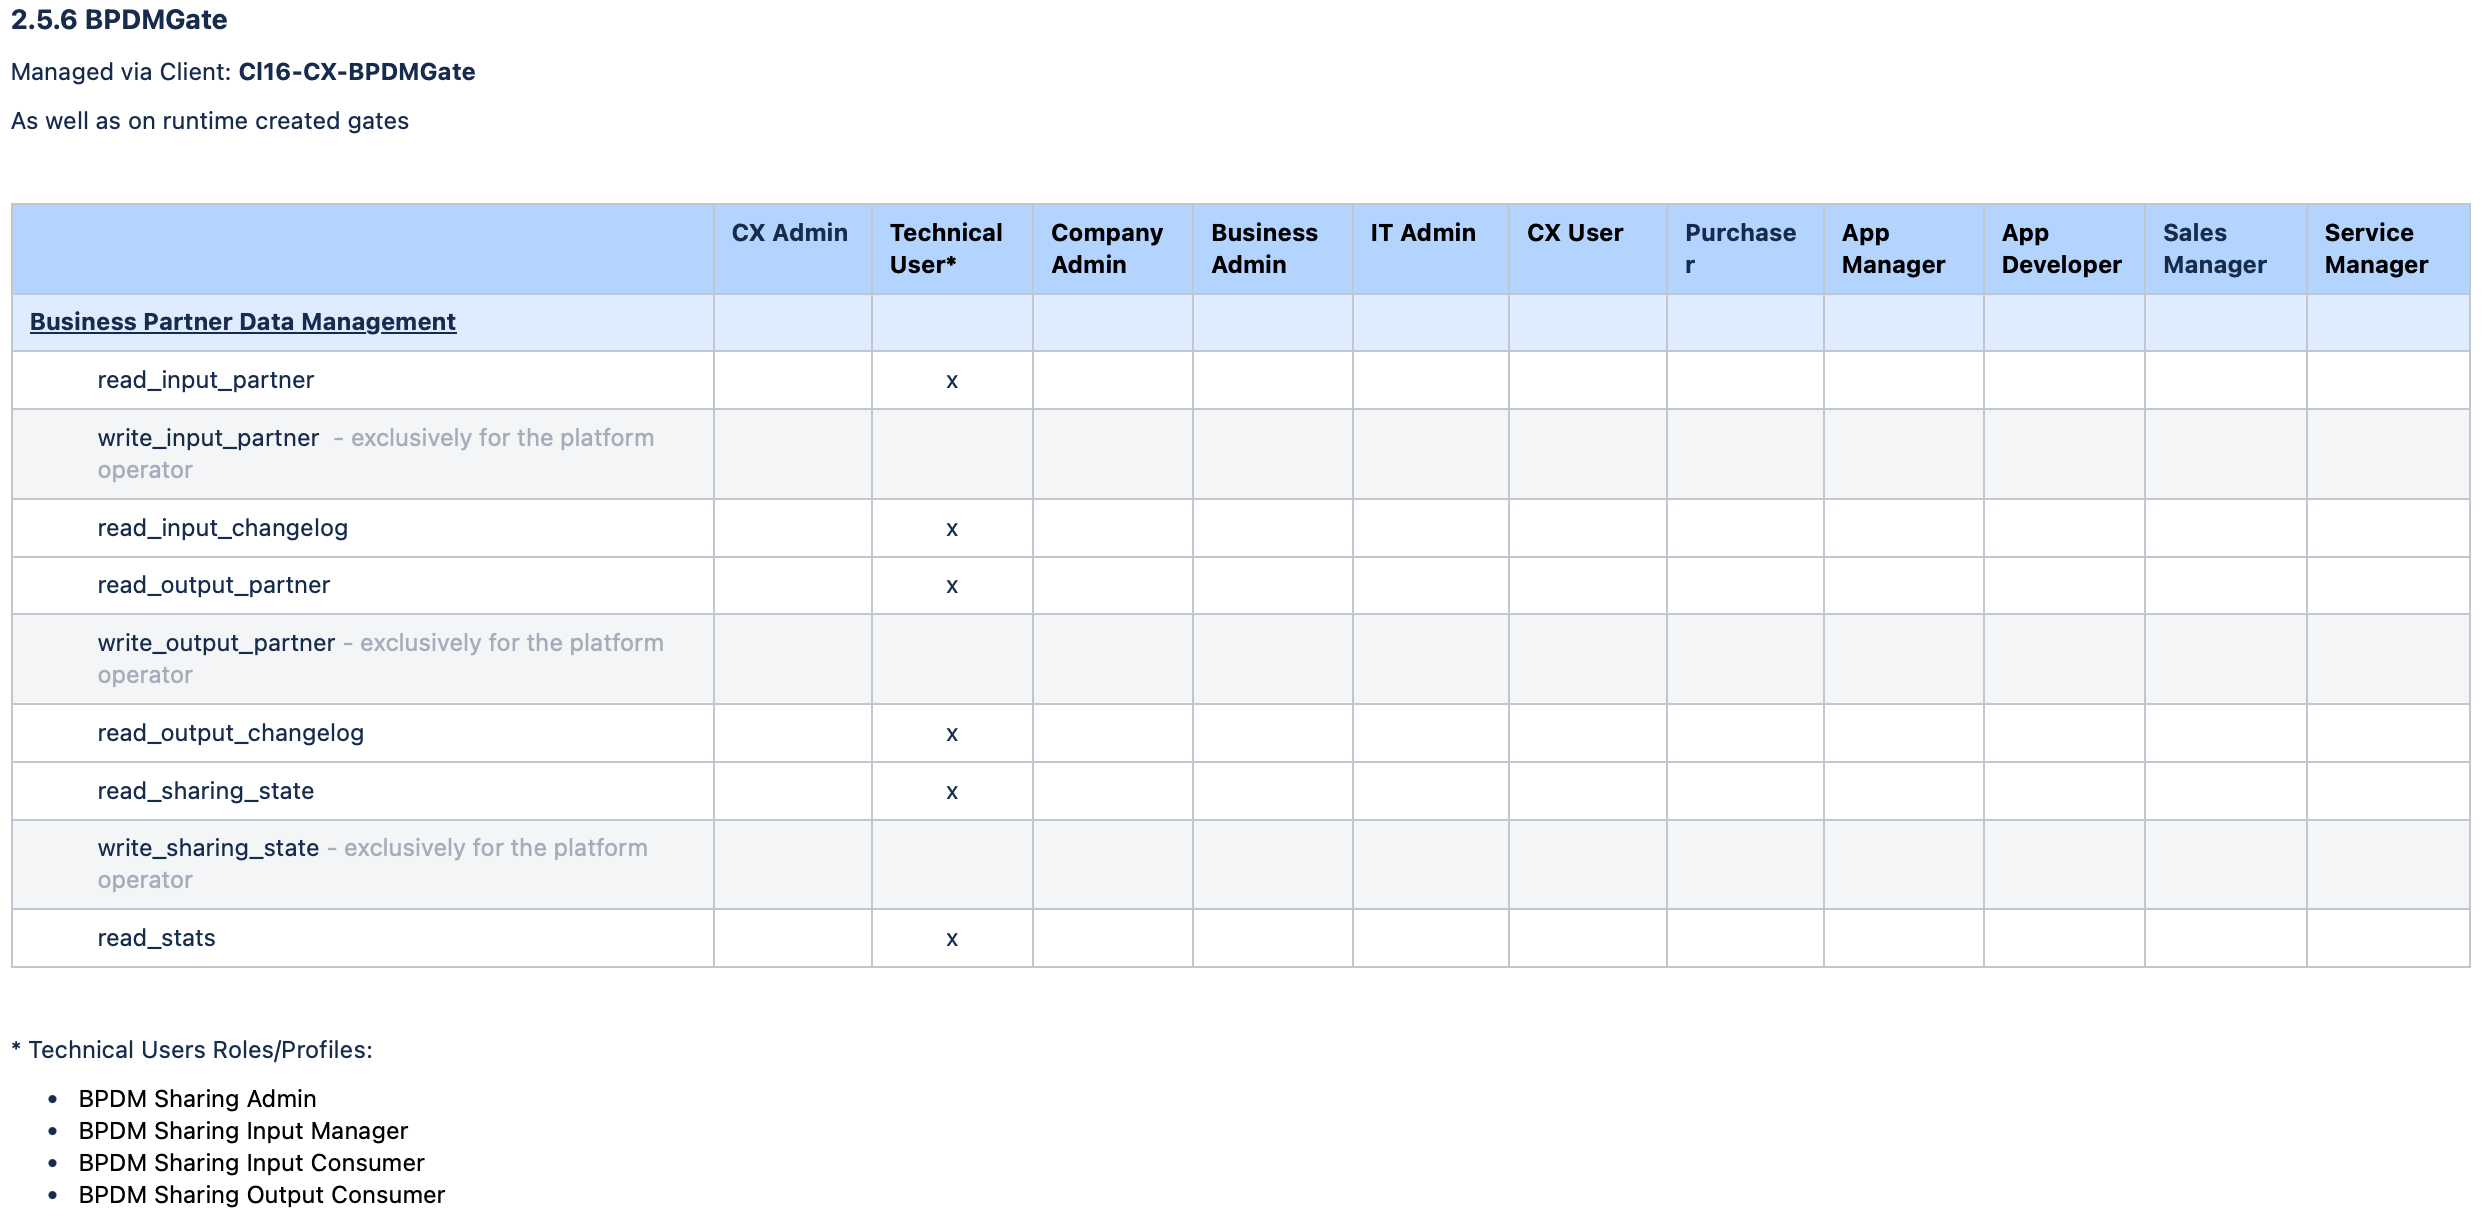 2.5.6 BPDMGate
Managed via Client: Cl16-CX-BPDMGate
As well as on runtime created gates
CX Admin Technical User* Company Admin Business Admin IT Admin CX User Purchaser App Manager App Developer Sales Manager Service Manager
Business Partner Data Management
read_input_partner x
write_input_partner - exclusively for the platform
operator
read_input_changelog x
read_output_partner x
write_output_partner - exclusively for the platform
operator
read_output_changelog x
read_sharing_state x
write_sharing_state - exclusively for the platform
operator
read_stats x
* Technical Users Roles/Profiles:
• BPDM Sharing Admin
• BPDM Sharing Input Manager
• BPDM Sharing Input Consumer
• BPDM Sharing Output Consumer